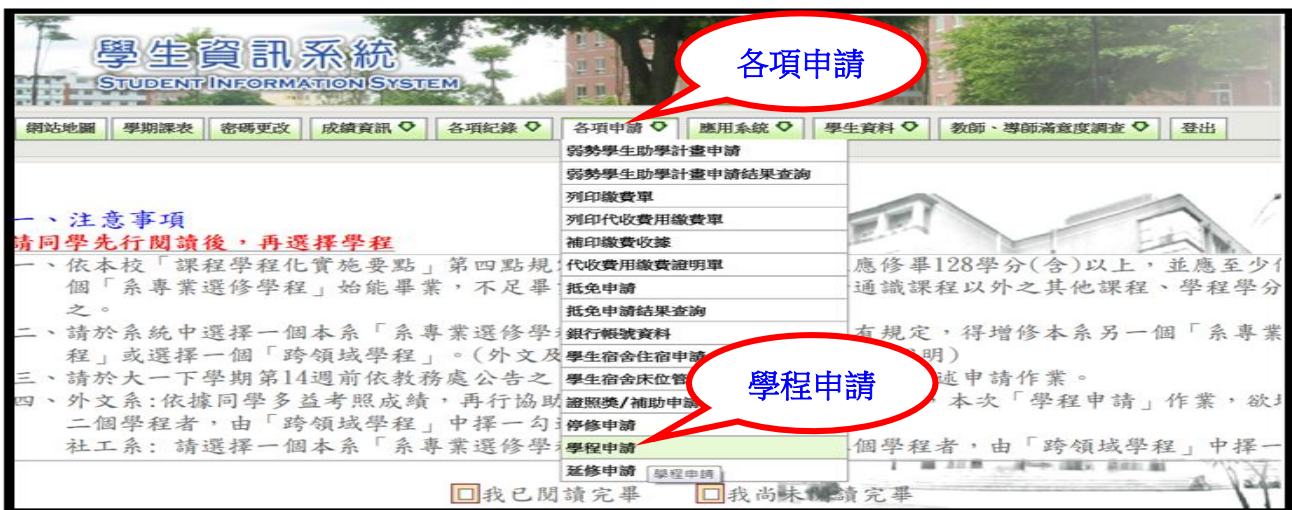 學生資訊系統
STUDENT INFORMATION SYSTEM
各項申請
網站地圖 學期課表 密碼更改 成績資訊 各項紀錄 各項申請 應用系統 學生資料 教師、導師滿意度調查 登出
弱勢學生助學計畫申請
弱勢學生助學計畫申請結果查詢
列印繳費單
列印代收費用繳費單
補印繳費收據
代收費用繳費證明單
抵免申請
抵免申請結果查詢
銀行帳號資料
學生宿舍住宿申請
學生宿舍床位管
證照獎/補助申請
停修申請
學程申請
延修申請
學程申請
學程申請
一、注意事項
請同學先行閱讀後，再選擇學程
一、依本校「課程學程化實施要點」第四點規 應修畢128學分(含)以上，並應至少
個「系專業選修學程」始能畢業，不足畢 通識課程以外之其他課程、學程學分
之。
二、請於系統中選擇一個本系「系專業選修學 有規定，得增修本系另一個「系專業
程」或選擇一個「跨領域學程」。(外文及 明)
三、請於大一下學期第14週前依教務處公告之 述申請作業。
四、外文系:依據同學多益考照成績，再行協助 ，本次「學程申請」作業，欲
二個學程者，由「跨領域學程」中擇一勾
社工系: 請選擇一個本系「系專業選修學 個學程者，由「跨領域學程」中擇一
我已閱讀完畢 我尚未閱讀完畢